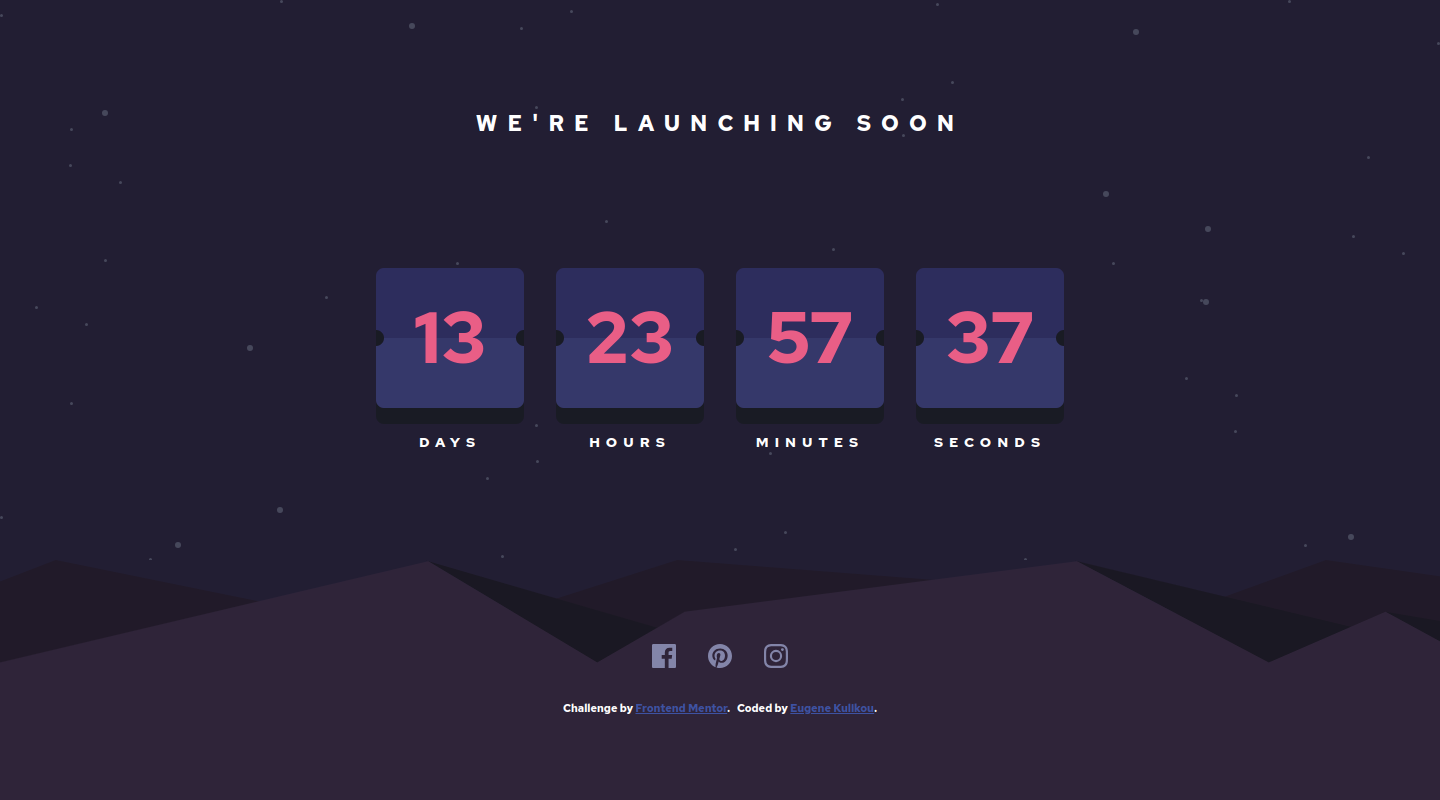 WE'RE LAUNCHING SOON
13 23 57 37
DAYS HOURS MINUTES SECONDS
Challenge by Frontend Mentor. Coded by Eugene Kulikou.